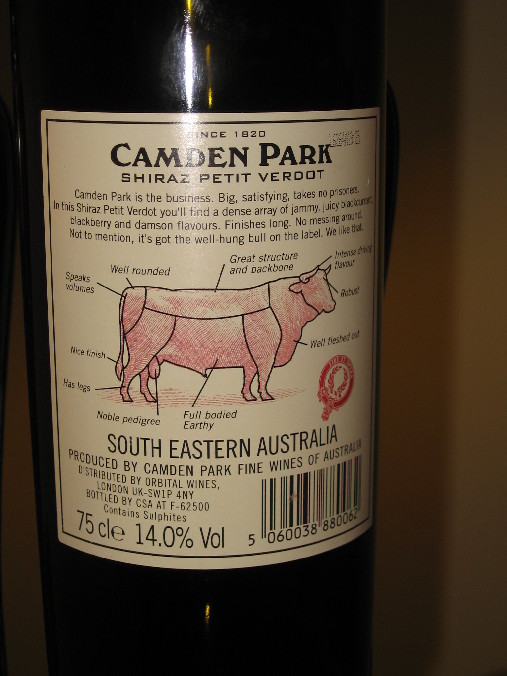 SINCE 1820
CAMDEN PARK
SHIRAZ PETIT VERDOT
Camden Park is the business. Big, satisfying, takes no prisoners.
In this Shiraz Petit Verdot you'll find a dense array of jammy, juicy blackcurrant,
blackberry and damson flavours. Finishes long. No messing around.
Not to mention, it's got the well-hung bull on the label. We like that.
Great structure
and backbone
Intense driving
flavour
Well rounded
Speaks
volumes
Robust
Well fleshed out
Nice finish
Has legs
Noble pedigree
Full bodied
Earthy
SOUTH EASTERN AUSTRALIA
PRODUCED BY CAMDEN PARK FINE WINES OF AUSTRALIA
DISTRIBUTED BY ORBITAL WINES,
LONDON UK-SW1P 4NY
BOTTLED BY CSA AT F-62500
Contains Sulphites
75 cl℮ 14.0% Vol
5 060038 880062